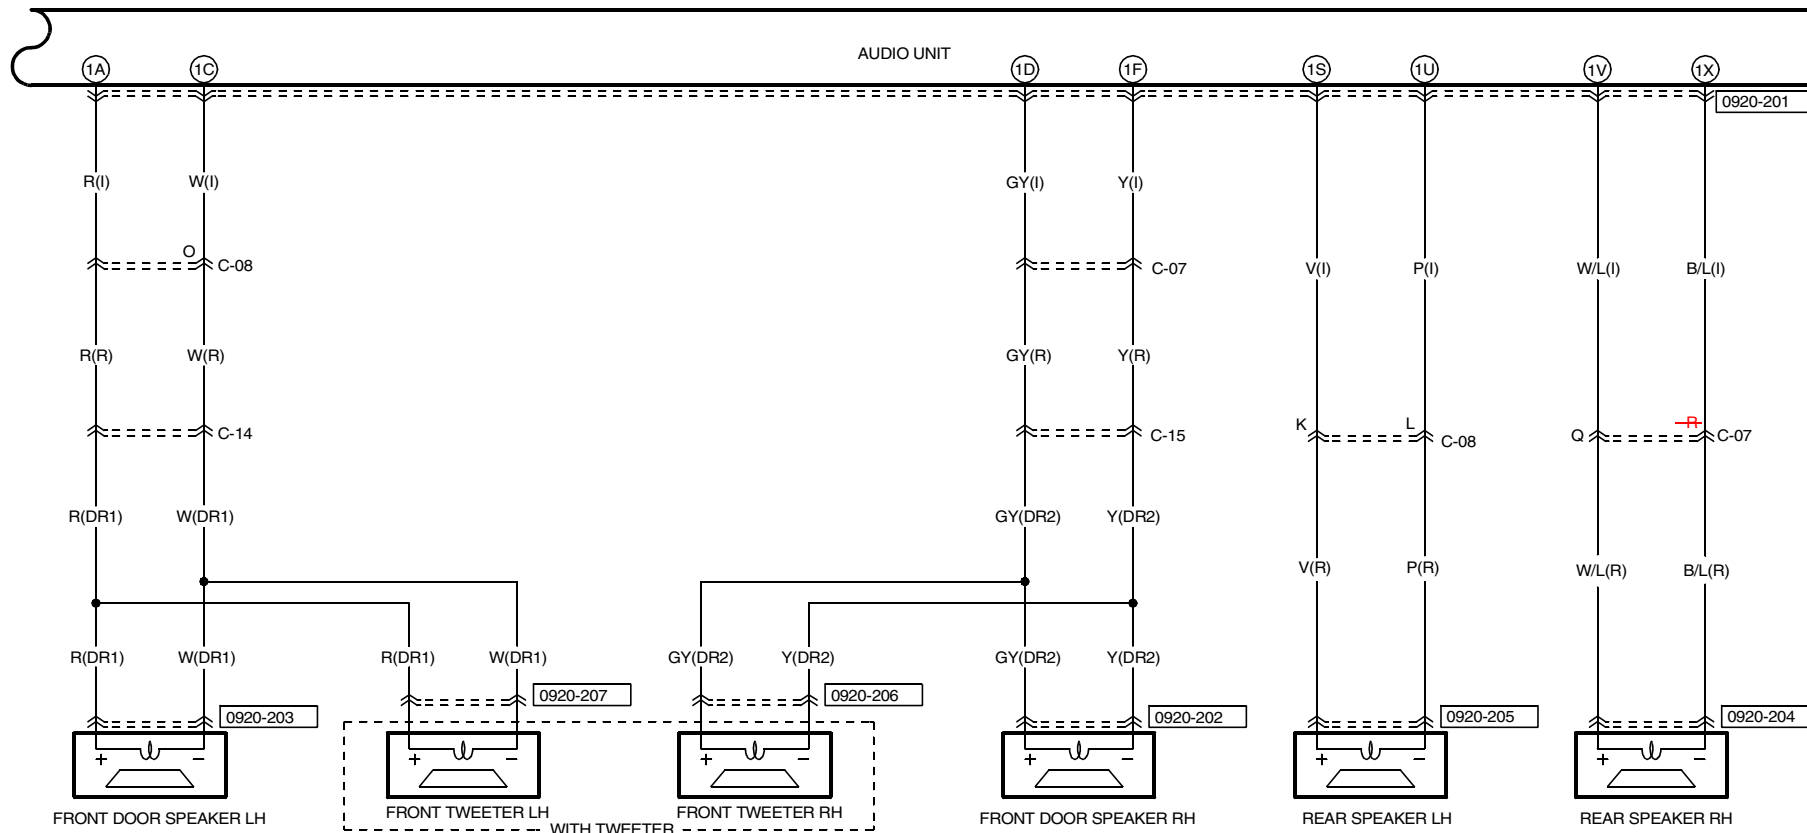 AUDIO UNIT
1A 1C 1D 1F 1S 1U 1V 1X
0920-201
R(I) W(I) GY(I) Y(I)
O C-08 C-07 V(I) P(I) W/L(I) B/L(I)
R(R) W(R) GY(R) Y(R)
C-14 C-15 K L C-08 Q R C-07
R(DR1) W(DR1) GY(DR2) Y(DR2)
V(R) P(R) W/L(R) B/L(R)
R(DR1) W(DR1) R(DR1) W(DR1) GY(DR2) Y(DR2) GY(DR2) Y(DR2)
0920-203 0920-207 0920-206 0920-202 0920-205 0920-204
+ − + − + − + − + − + −
FRONT DOOR SPEAKER LH FRONT TWEETER LH FRONT TWEETER RH FRONT DOOR SPEAKER RH REAR SPEAKER LH REAR SPEAKER RH
WITH TWEETER